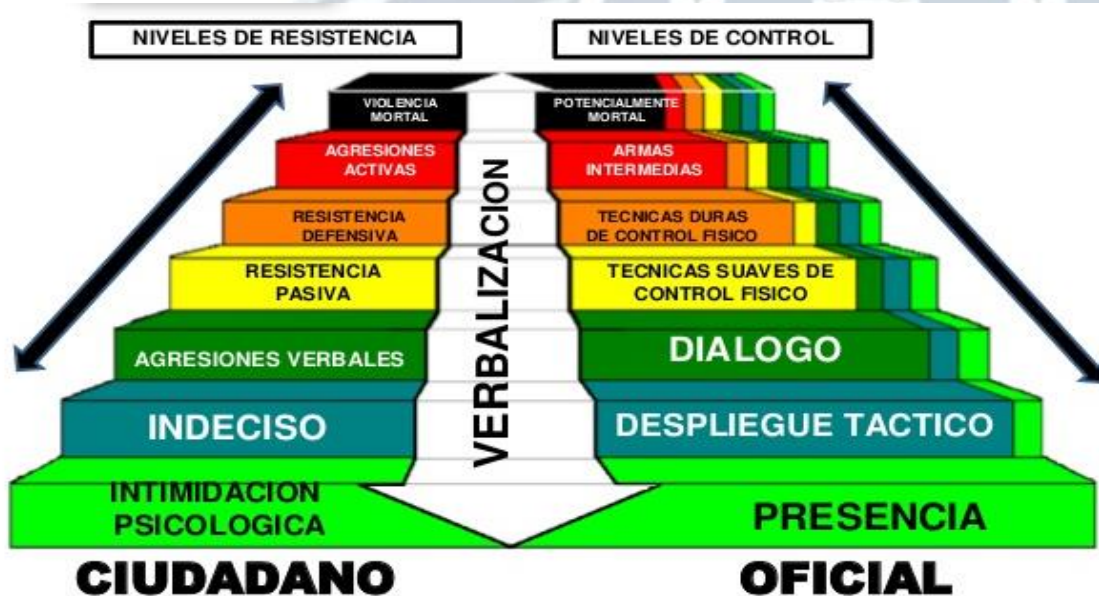 NIVELES DE RESISTENCIA
NIVELES DE CONTROL
VIOLENCIA
MORTAL
POTENCIALMENTE
MORTAL
AGRESIONES
ACTIVAS
ARMAS
INTERMEDIAS
RESISTENCIA
DEFENSIVA
TECNICAS DURAS
DE CONTROL FISICO
RESISTENCIA
PASIVA
TECNICAS SUAVES DE
CONTROL FISICO
AGRESIONES VERBALES
DIALOGO
INDECISO
DESPLIEGUE TACTICO
INTIMIDACION
PSICOLOGICA
PRESENCIA
VERBALIZACION
CIUDADANO
OFICIAL